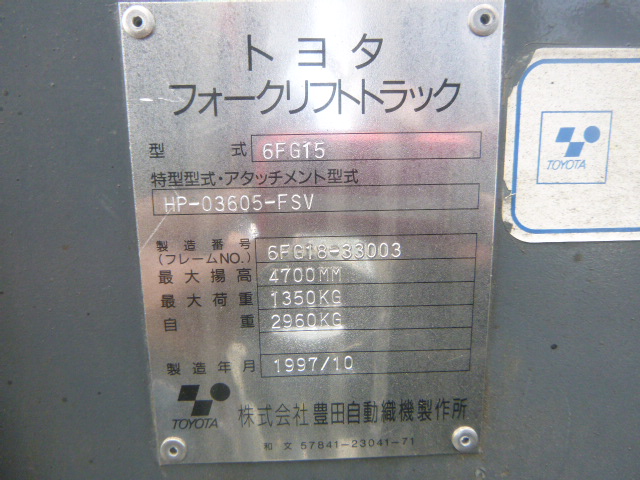 トヨタ
フォークリフトトラック
型式 6FG15
特型型式・アタッチメント型式
HP-03605-FSV
製造番号 6FG18-33003
(フレームNO.)
最大揚高 4700MM
最大荷重 1350KG
自重 2960KG
製造年月 1997/10
TOYOTA 株式会社豊田自動織機製作所
和文 57841-23041-71
TOYOTA